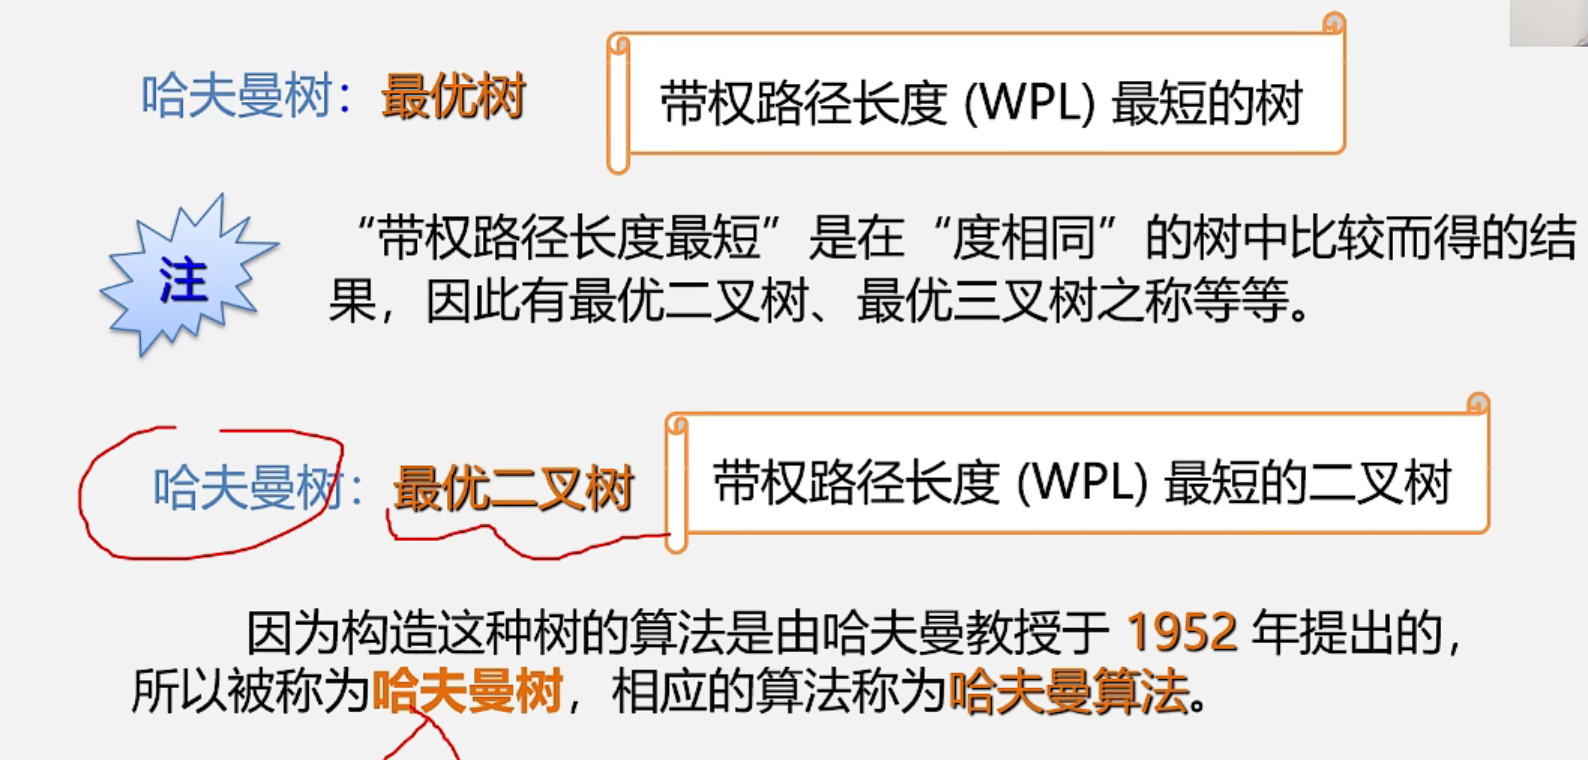 哈夫曼树：最优树
带权路径长度 (WPL) 最短的树
注
“带权路径长度最短”是在“度相同”的树中比较而得的结
果，因此有最优二叉树、最优三叉树之称等等。
哈夫曼树：最优二叉树
带权路径长度 (WPL) 最短的二叉树
因为构造这种树的算法是由哈夫曼教授于 1952 年提出的，
所以被称为哈夫曼树，相应的算法称为哈夫曼算法。